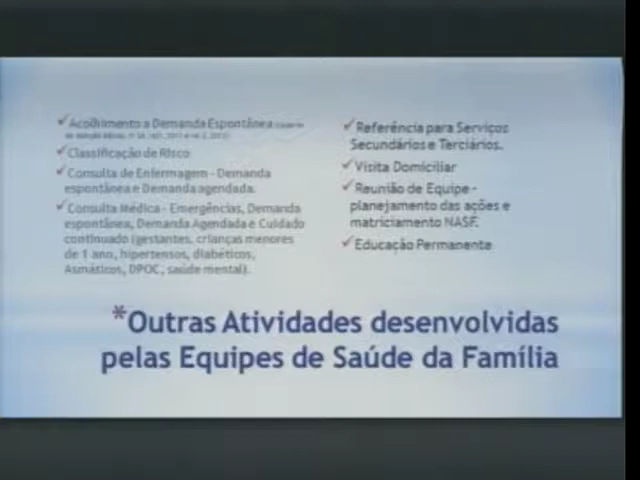 ✓Acolhimento a Demanda Espontânea
✓Classificação de Risco
✓Consulta de Enfermagem - Demanda
espontânea e Demanda agendada.
✓Consulta Médica - Emergências, Demanda
espontânea, Demanda Agendada e Cuidado
continuado (gestantes, crianças menores
de 1 ano, hipertensos, diabéticos,
Asmáticos, DPOC, saúde mental).
✓Referência para Serviços
Secundários e Terciários.
✓Visita Domiciliar
✓Reunião de Equipe -
planejamento das ações e
matriciamento NASF.
✓Educação Permanente
*Outras Atividades desenvolvidas
pelas Equipes de Saúde da Família